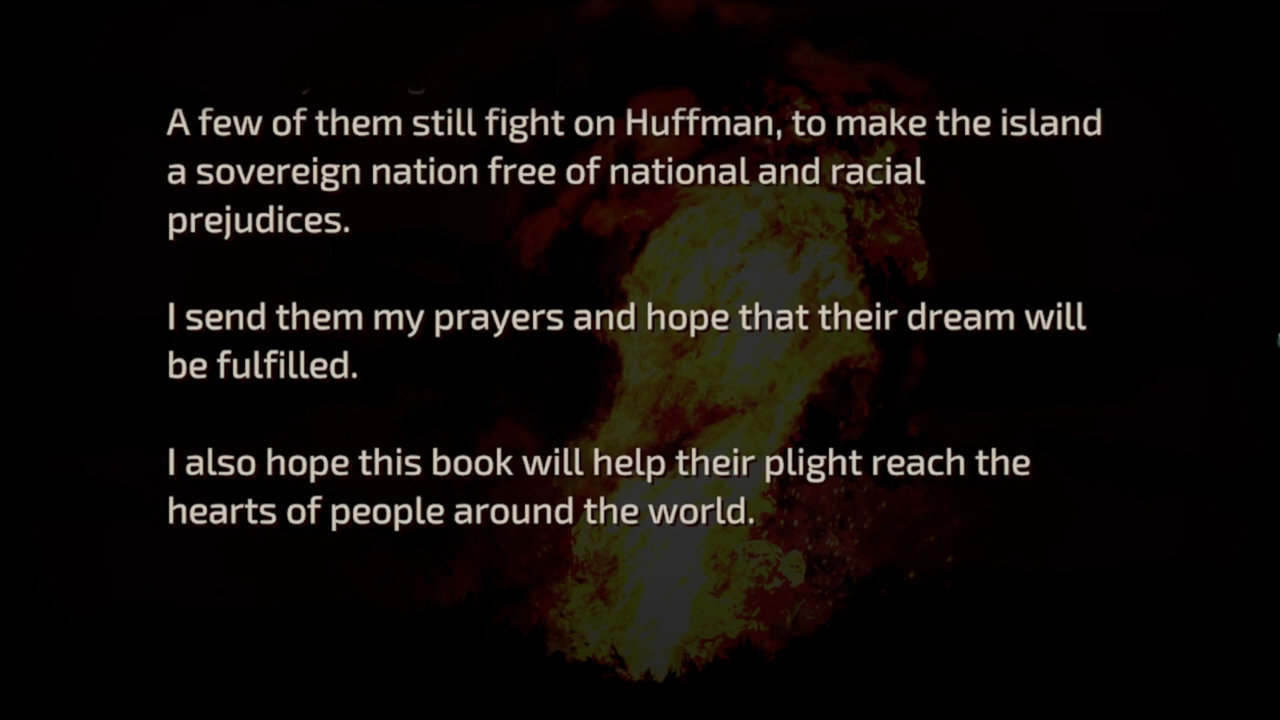 A few of them still fight on Huffman, to make the island
a sovereign nation free of national and racial
prejudices.
I send them my prayers and hope that their dream will
be fulfilled.
I also hope this book will help their plight reach the
hearts of people around the world.